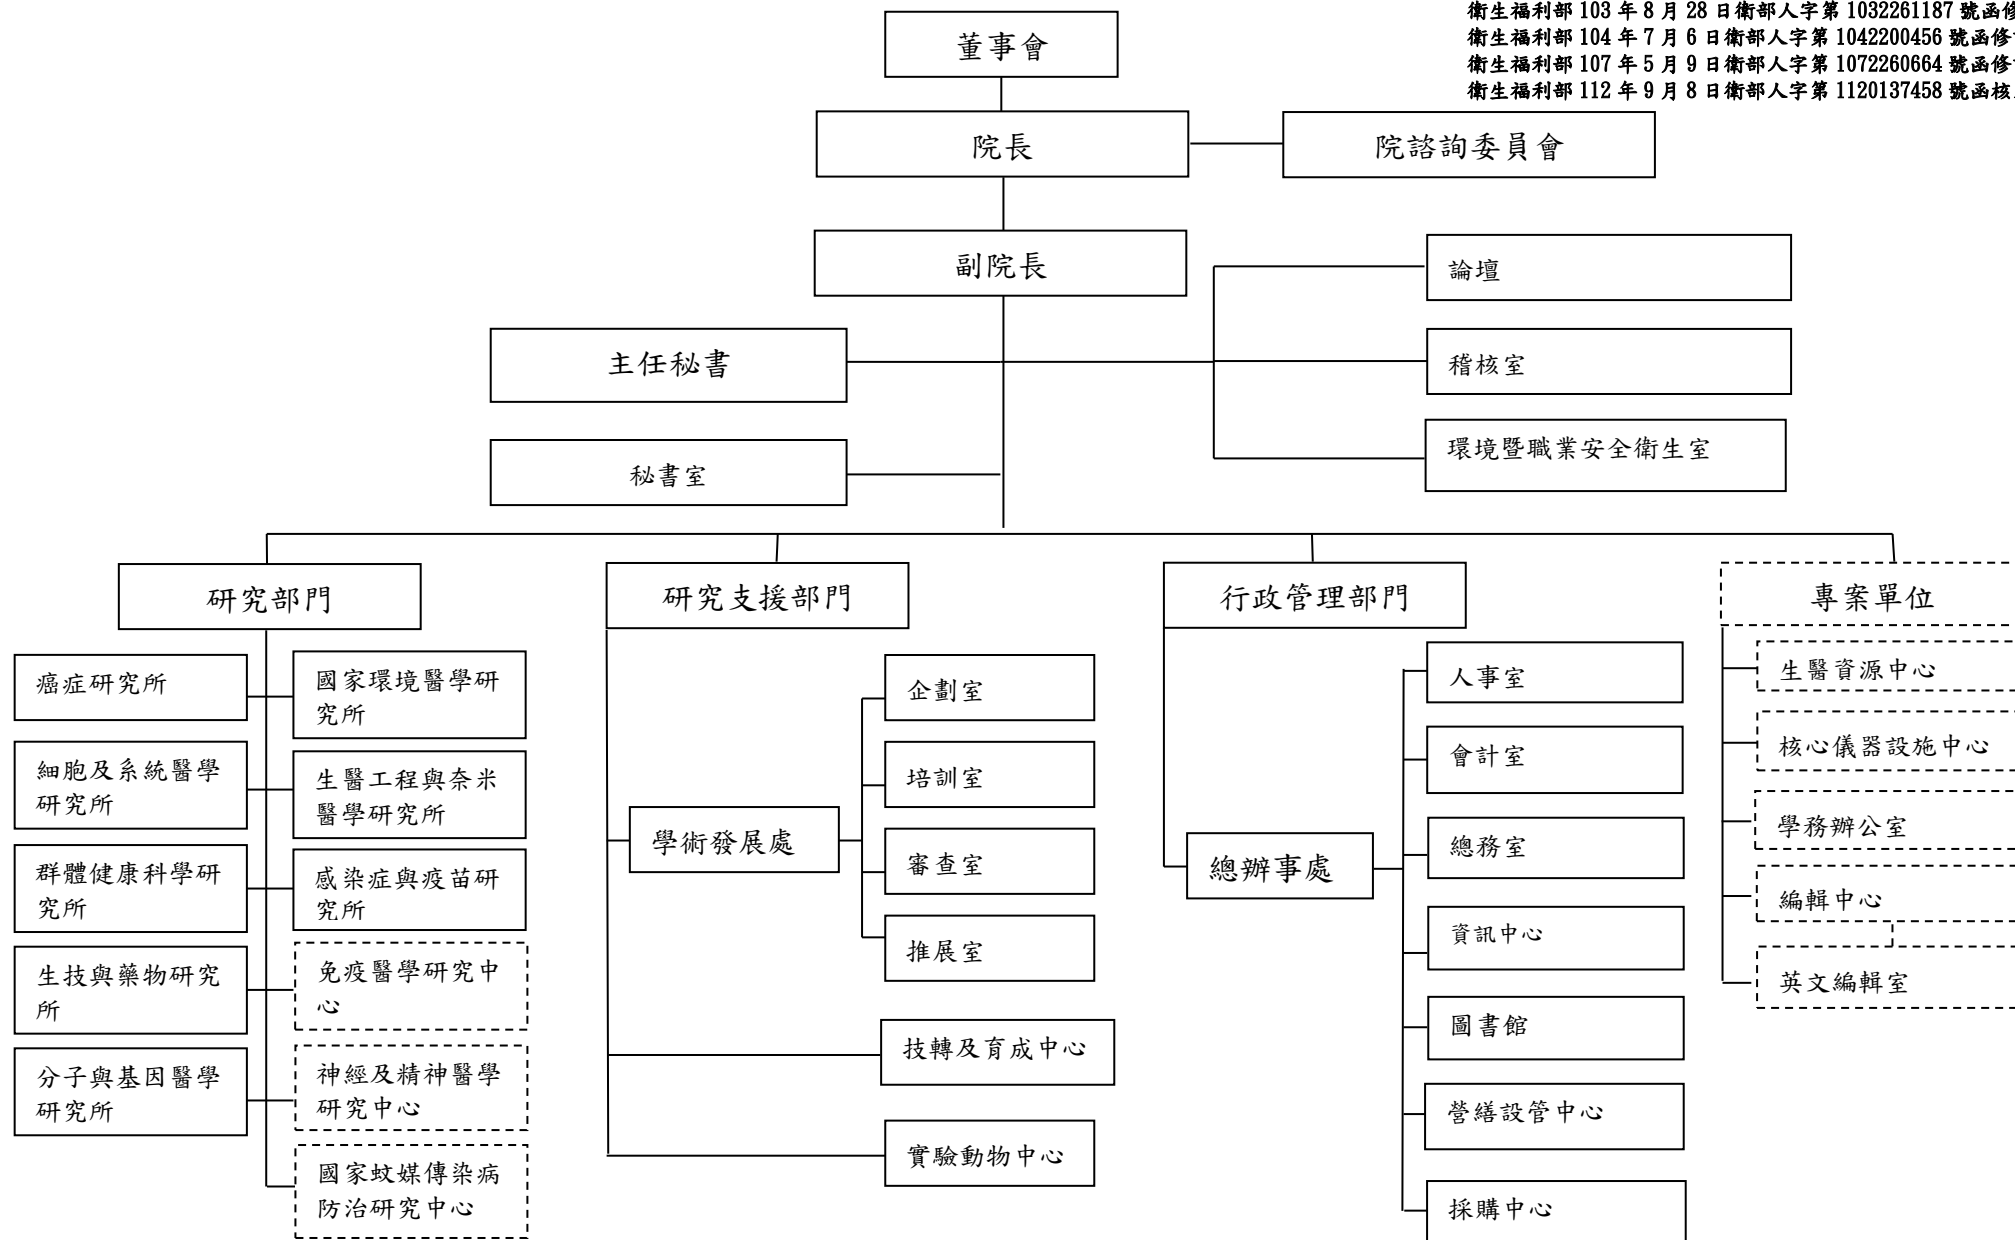 衛生福利部 103 年 8 月 28 日衛部人字第 1032261187 號函修
衛生福利部 104 年 7 月 6 日衛部人字第 1042200456 號函修
衛生福利部 107 年 5 月 9 日衛部人字第 1072260664 號函修
衛生福利部 112 年 9 月 8 日衛部人字第 1120137458 號函核
董事會
院長
院諮詢委員會
副院長
論壇
主任秘書
稽核室
環境暨職業安全衛生室
秘書室
研究部門
癌症研究所
國家環境醫學研
究所
細胞及系統醫學
研究所
生醫工程與奈米
醫學研究所
群體健康科學研
究所
感染症與疫苗研
究所
生技與藥物研究
所
免疫醫學研究中
心
分子與基因醫學
研究所
神經及精神醫學
研究中心
國家蚊媒傳染病
防治研究中心
研究支援部門
學術發展處
企劃室
培訓室
審查室
推展室
技轉及育成中心
實驗動物中心
行政管理部門
總辦事處
人事室
會計室
總務室
資訊中心
圖書館
營繕設管中心
採購中心
專案單位
生醫資源中心
核心儀器設施中心
學務辦公室
編輯中心
英文編輯室